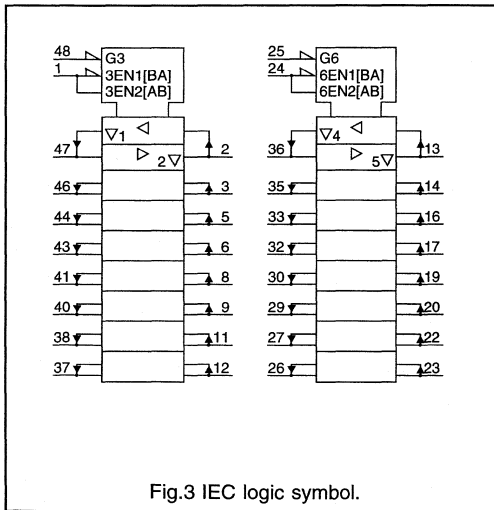 48 G3 25 G6
1 3EN1[BA] 24 6EN1[BA]
3EN2[AB] 6EN2[AB]
▽1 ◁ ▽4 ◁
47 ▷ 2▽ 2 36 ▷ 5▽ 13
46 3 35 14
44 5 33 16
43 6 32 17
41 8 30 19
40 9 29 20
38 11 27 22
37 12 26 23
Fig.3 IEC logic symbol.